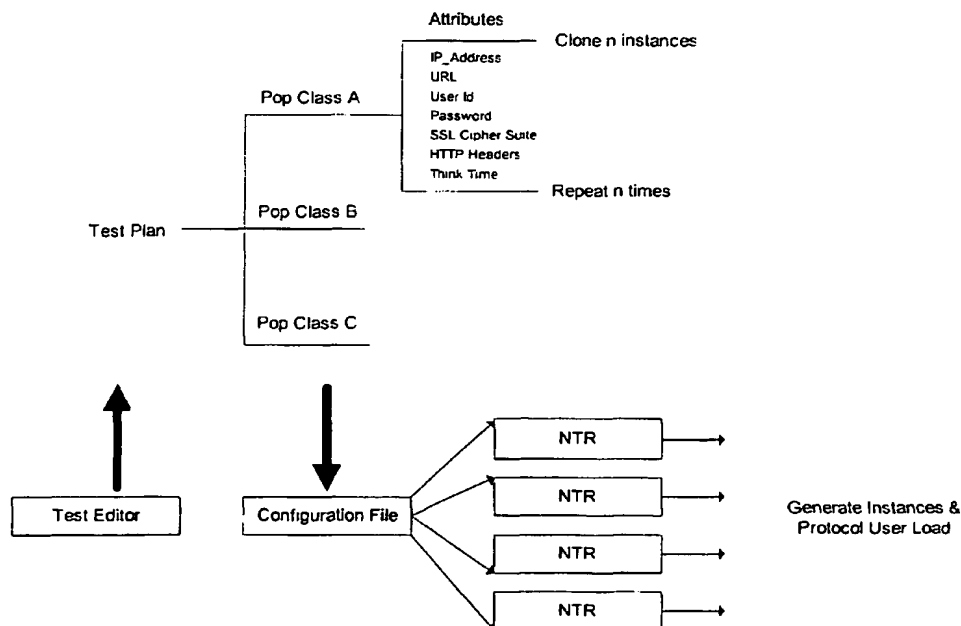 Attributes
Clone n instances
IP_Address
URL
User Id
Password
SSL Cipher Suite
HTTP Headers
Think Time
Repeat n times
Pop Class A
Pop Class B
Test Plan
Pop Class C
NTR
NTR
NTR
NTR
Test Editor
Configuration File
Generate Instances &
Protocol User Load